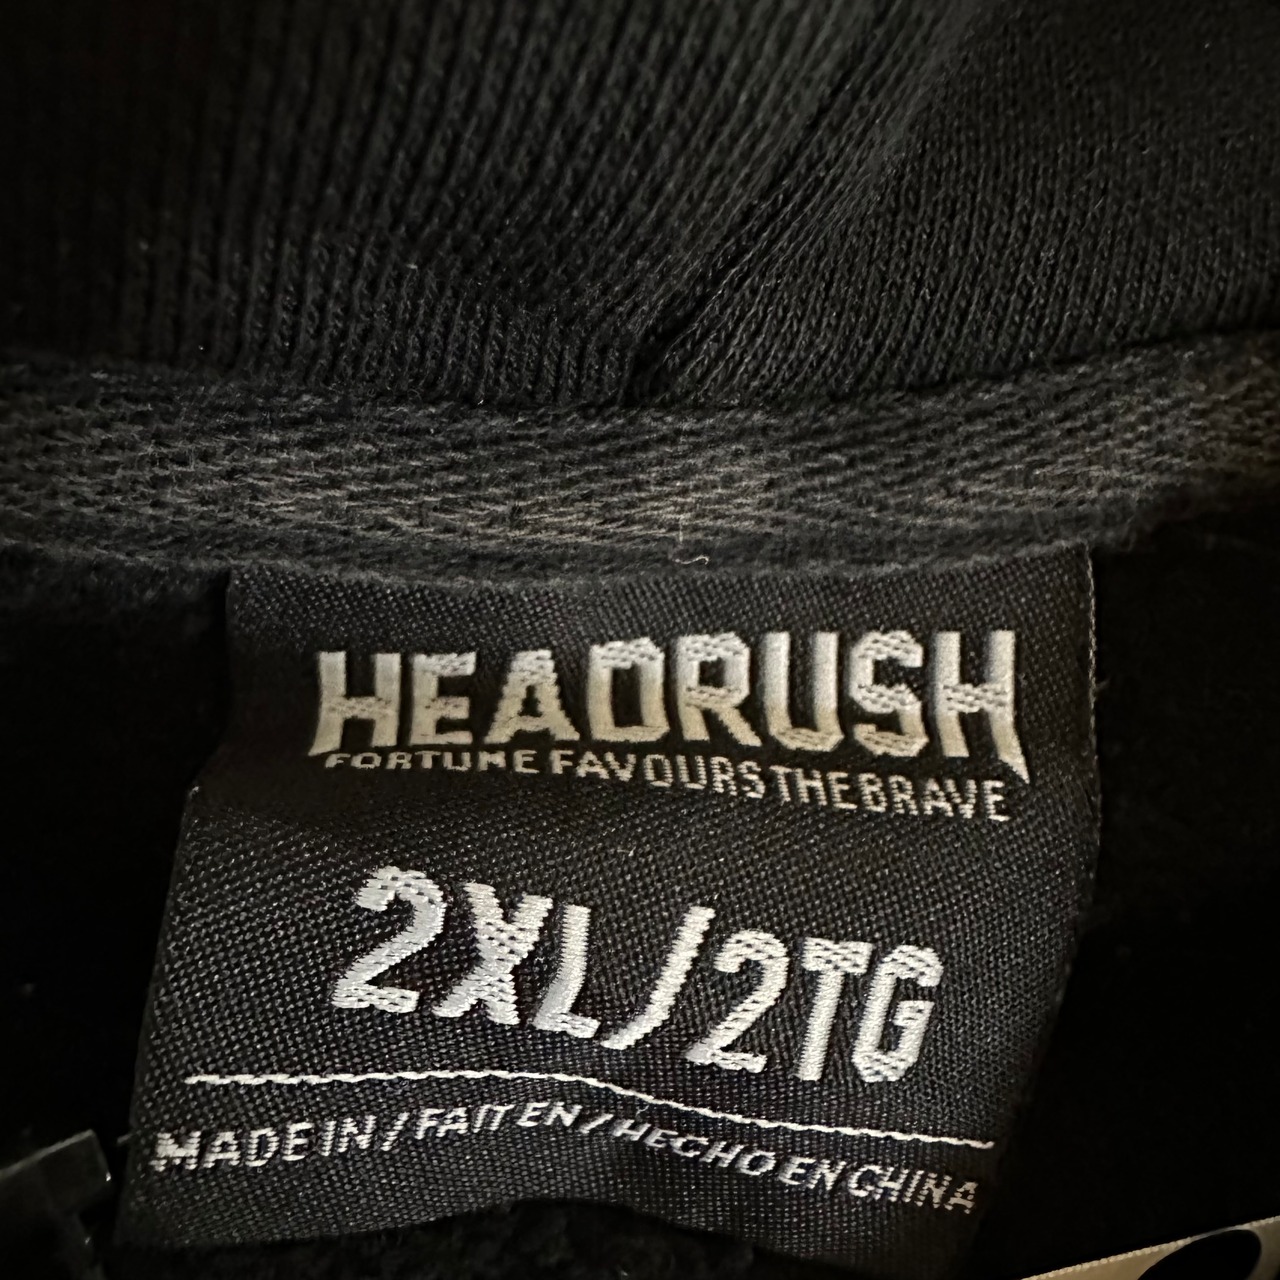 HEADRUSH
FORTUNE FAVOURS THE BRAVE
2XL/2TG
MADE IN / FAIT EN / HECHO EN CHINA